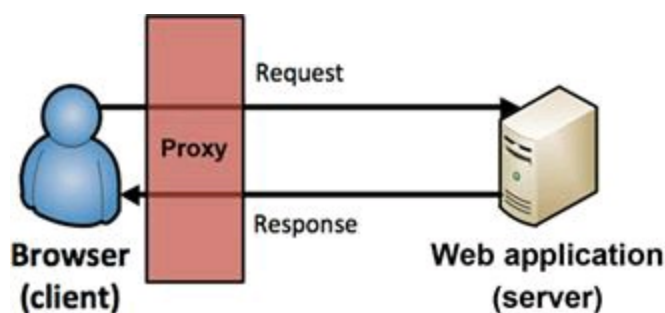 Request
Proxy
Response
Browser
(client)
Web application
(server)